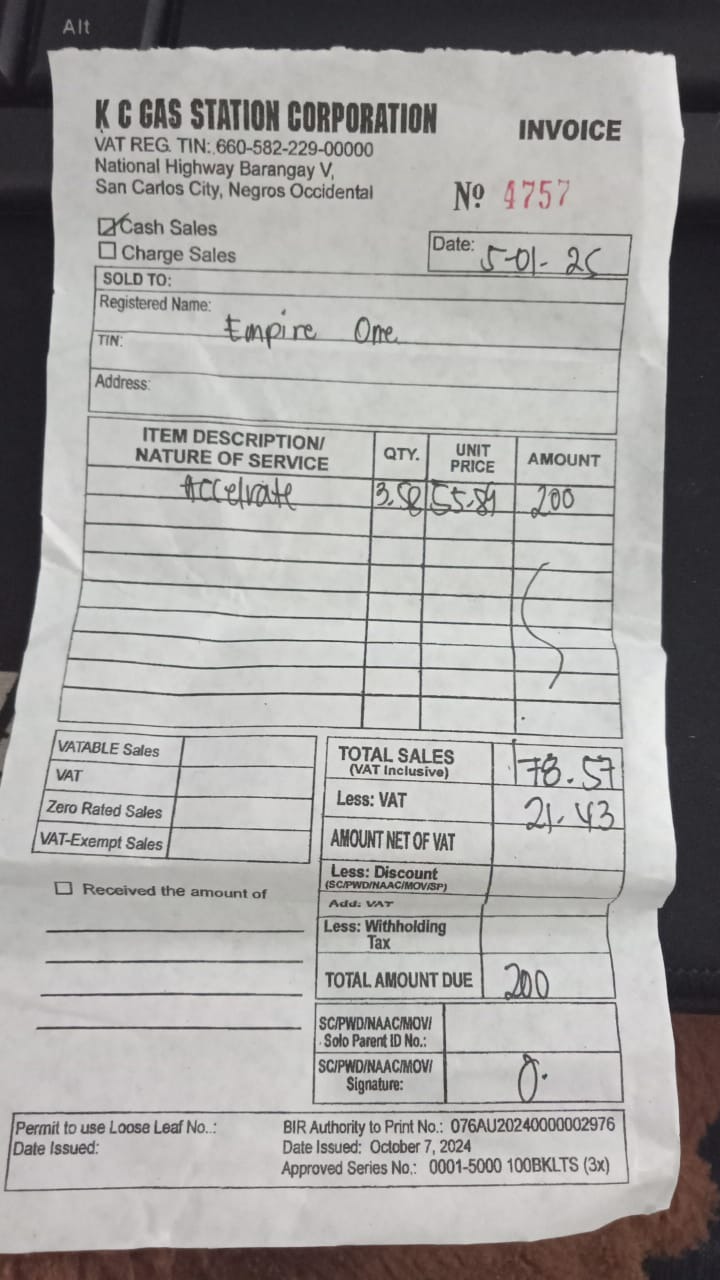 Alt
K C GAS STATION CORPORATION
INVOICE
VAT REG. TIN: 660-582-229-00000
National Highway Barangay V,
San Carlos City, Negros Occidental
Nº 4757
Cash Sales
Charge Sales
Date: 5-01-25
SOLD TO:
Registered Name: Empire One
TIN:
Address:
ITEM DESCRIPTION/ NATURE OF SERVICE QTY. UNIT PRICE AMOUNT
Accelrate 3.58 55.89 200
VATABLE Sales
VAT
Zero Rated Sales
VAT-Exempt Sales
Received the amount of
TOTAL SALES 178.57
(VAT Inclusive)
Less: VAT 21.43
AMOUNT NET OF VAT
Less: Discount
(SC/PWD/NAAC/MOV/SP)
Add: VAT
Less: Withholding
Tax
TOTAL AMOUNT DUE 200
SC/PWD/NAAC/MOV/
Solo Parent ID No.:
SC/PWD/NAAC/MOV/
Signature:
Permit to use Loose Leaf No..:
Date Issued:
BIR Authority to Print No.: 076AU20240000002976
Date Issued: October 7, 2024
Approved Series No.: 0001-5000 100BKLTS (3x)